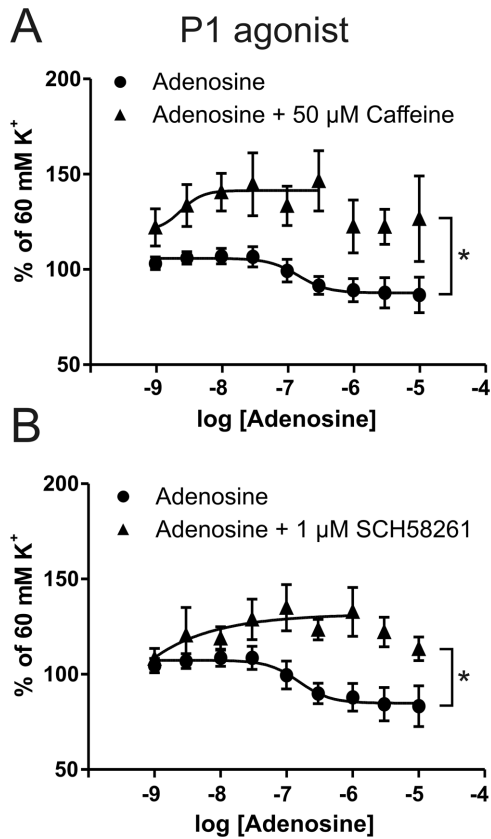 A P1 agonist
Adenosine
Adenosine + 50 µM Caffeine
% of 60 mM K⁺
200
150
100
50
-9 -8 -7 -6 -5 -4
log [Adenosine]
*
B
Adenosine
Adenosine + 1 µM SCH58261
% of 60 mM K⁺
200
150
100
50
-9 -8 -7 -6 -5 -4
log [Adenosine]
*